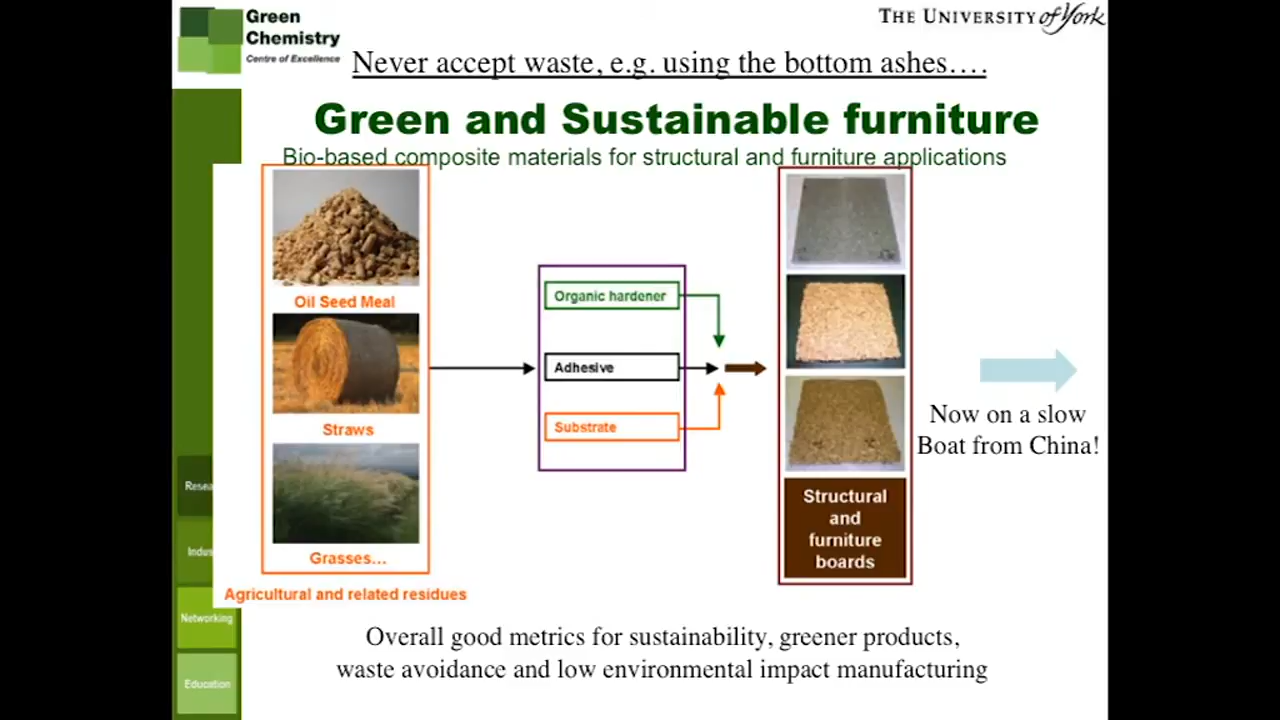 Green
Chemistry
Centre of Excellence
THE UNIVERSITY of York
Never accept waste, e.g. using the bottom ashes….
Green and Sustainable furniture
Bio-based composite materials for structural and furniture applications
Oil Seed Meal
Straws
Grasses…
Agricultural and related residues
Organic hardener
Adhesive
Substrate
Structural
and
furniture
boards
Now on a slow
Boat from China!
Resea
Indus
Networking
Education
Overall good metrics for sustainability, greener products,
waste avoidance and low environmental impact manufacturing